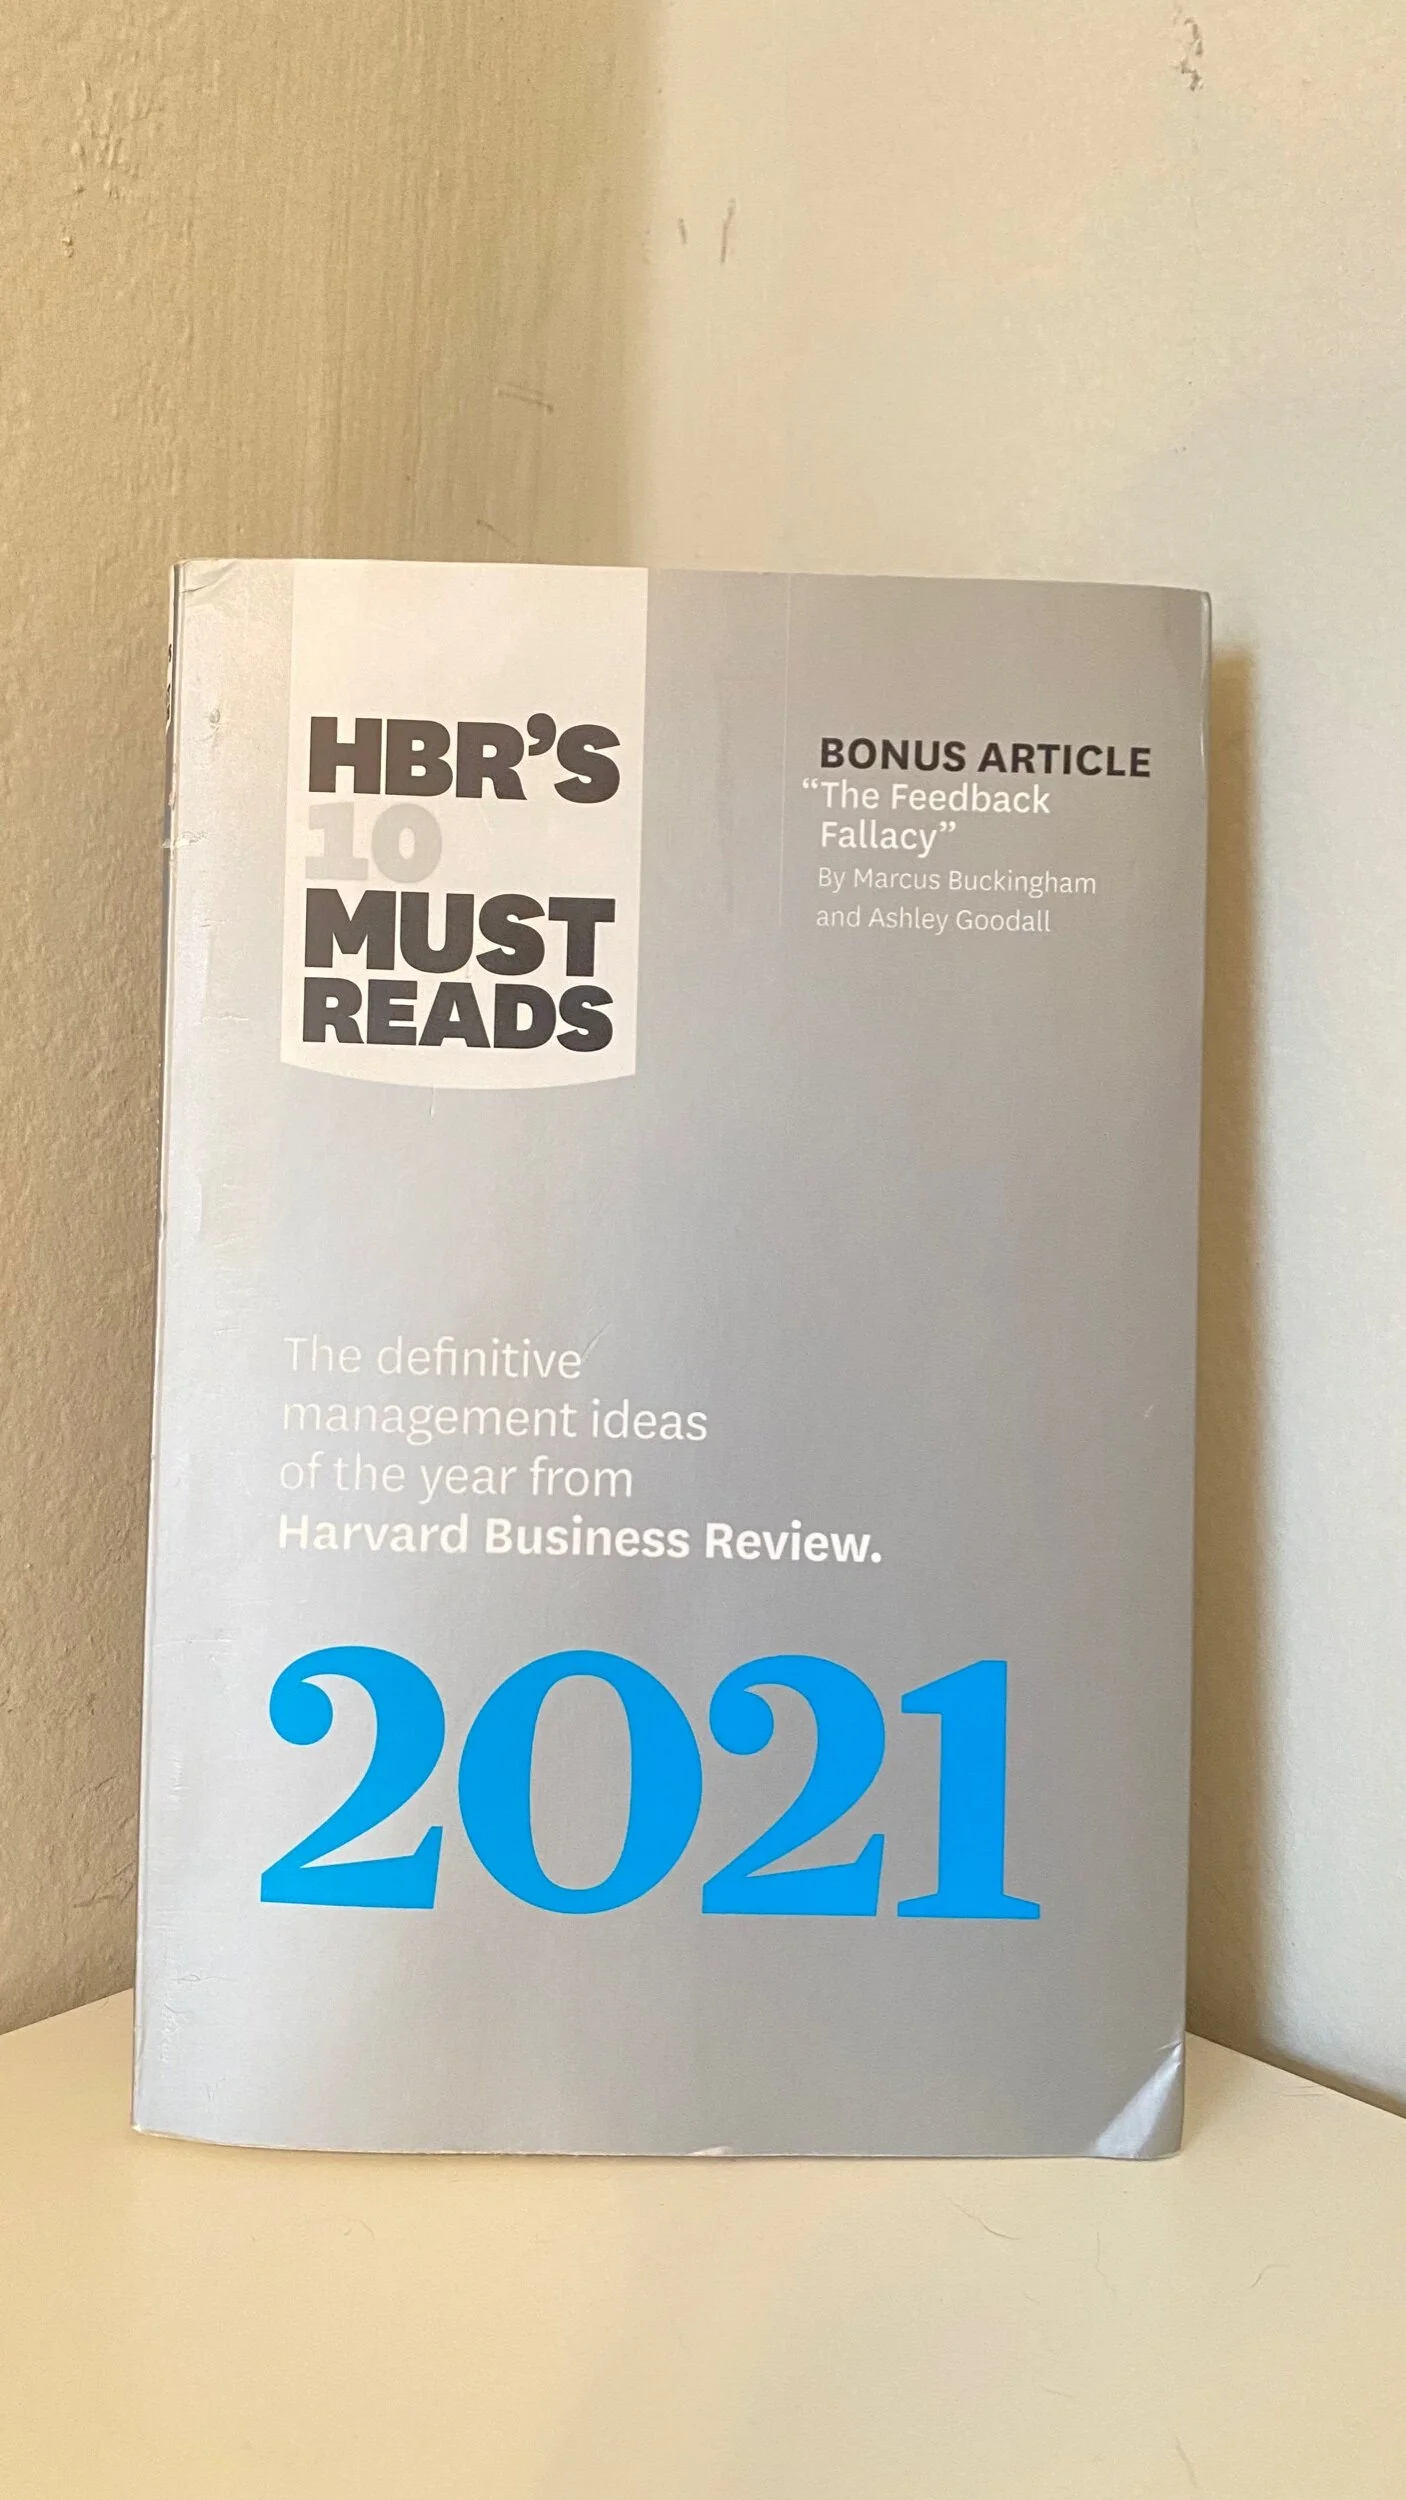 HBR'S
10
MUST
READS
BONUS ARTICLE
“The Feedback
Fallacy”
By Marcus Buckingham
and Ashley Goodall
The definitive
management ideas
of the year from
Harvard Business Review.
2021